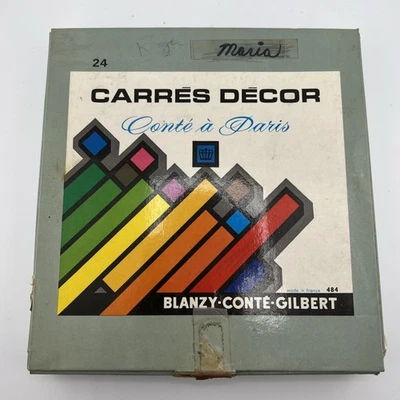 Maria
24
CARRÉS DÉCOR
Conté à Paris
made in france 484
BLANZY·CONTÉ·GILBERT